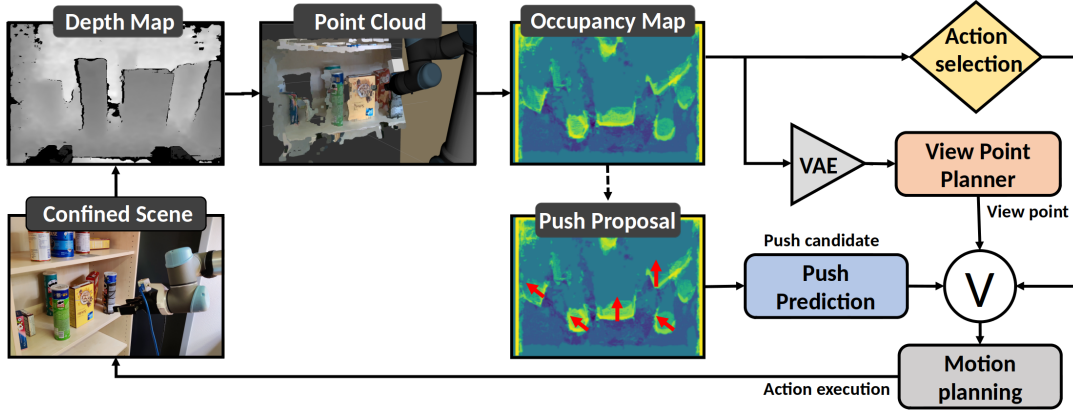 Depth Map
Point Cloud
Occupancy Map
Action
selection
VAE
View Point
Planner
Confined Scene
Push Proposal
View point
Push candidate
Push
Prediction
V
Motion
planning
Action execution